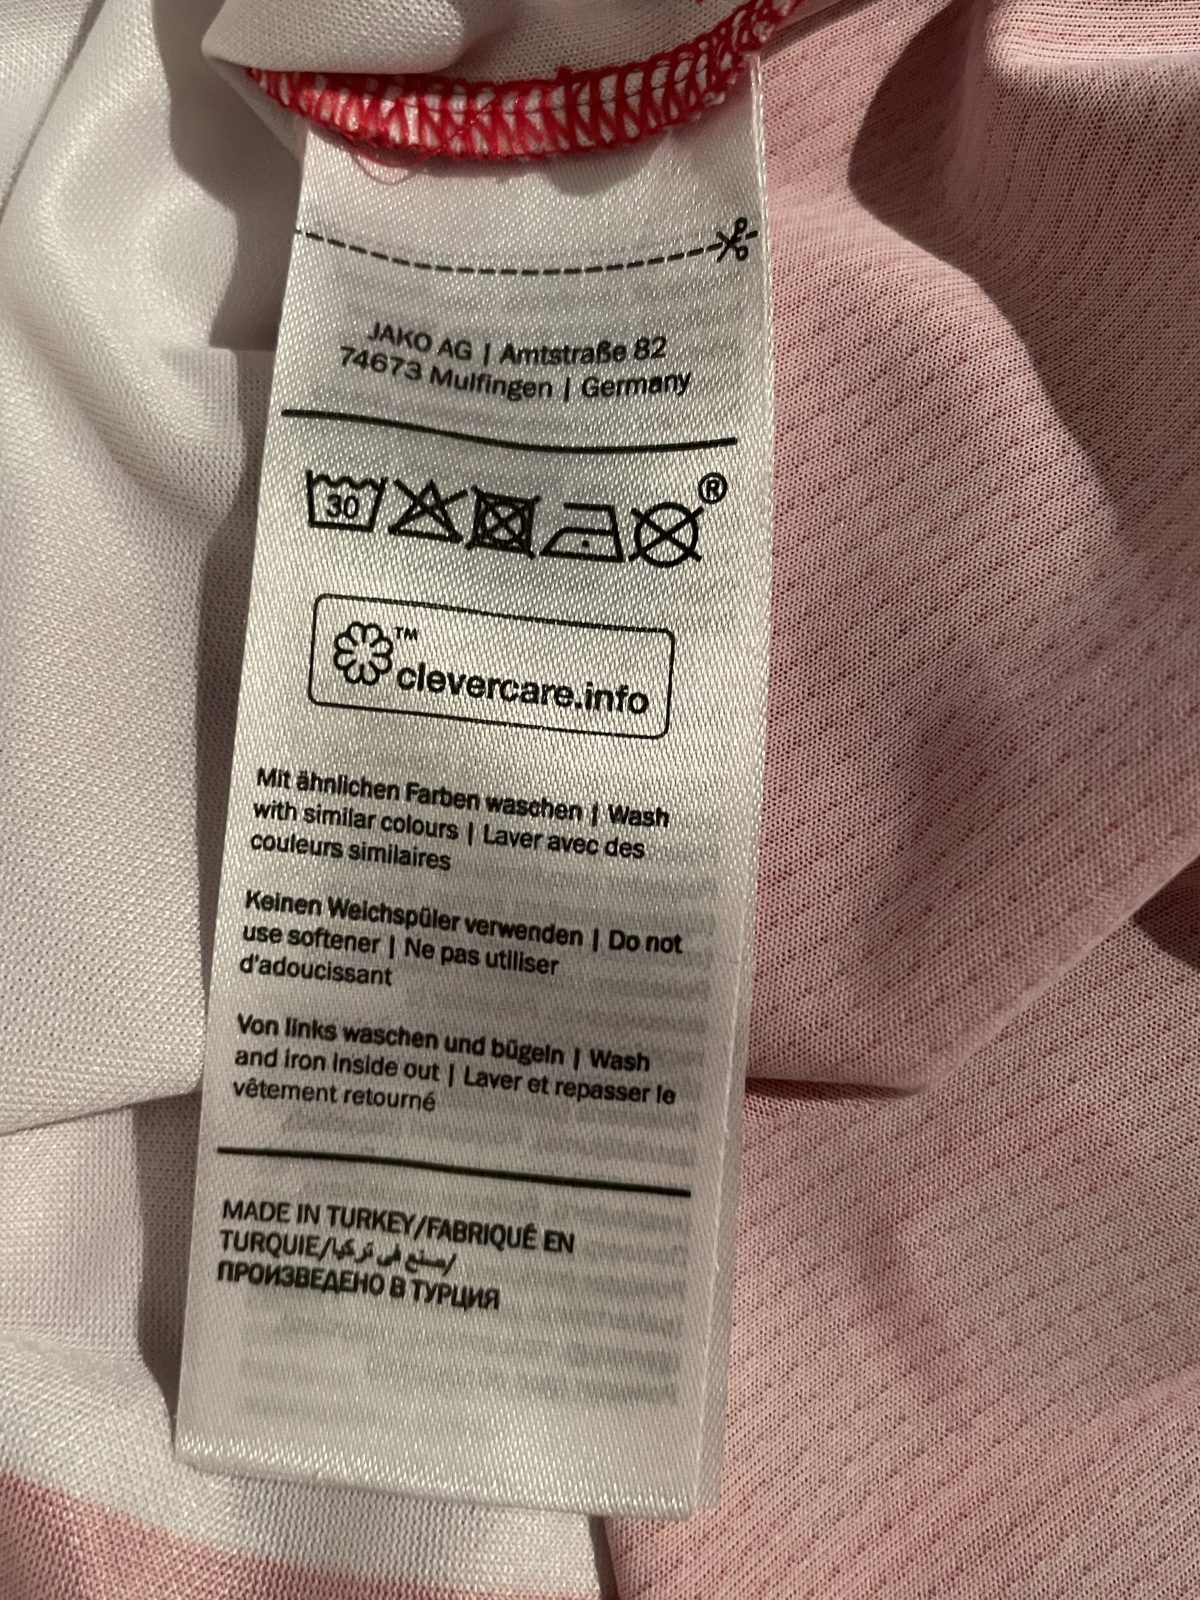 JAKO AG | Amtstraße 82
74673 Mulfingen | Germany
30
®
™
clevercare.info
Mit ähnlichen Farben waschen | Wash
with similar colours | Laver avec des
couleurs similaires
Keinen Weichspüler verwenden | Do not
use softener | Ne pas utiliser
d'adoucissant
Von links waschen und bügeln | Wash
and iron inside out | Laver et repasser le
vêtement retourné
MADE IN TURKEY/FABRIQUÉ EN
TURQUIE/صنع في تركيا/
ПРОИЗВЕДЕНО В ТУРЦИЯ